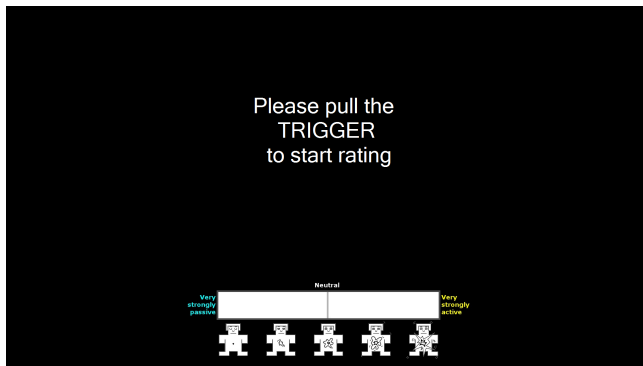 Please pull the
TRIGGER
to start rating
Neutral
Very
strongly
passive
Very
strongly
active